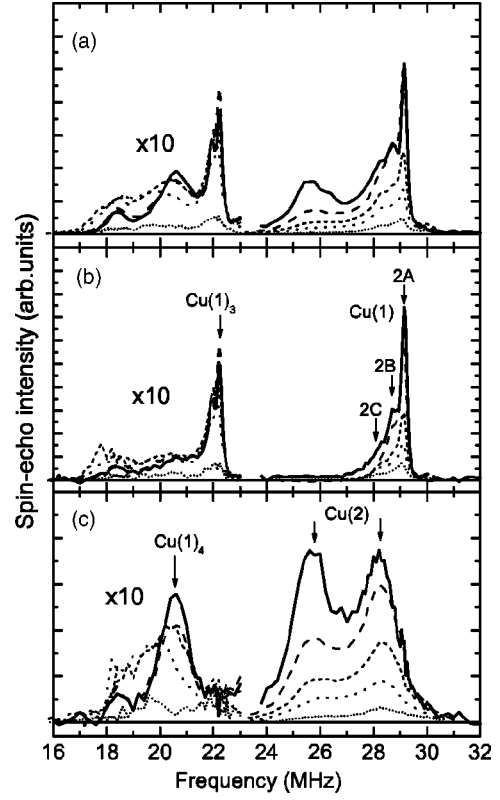 (a)
x10
(b)
2A
Cu(1)₃
Cu(1)
2B
x10
2C
(c)
Cu(2)
Cu(1)₄
x10
16 18 20 22 24 26 28 30 32
Frequency (MHz)
Spin-echo intensity (arb.units)